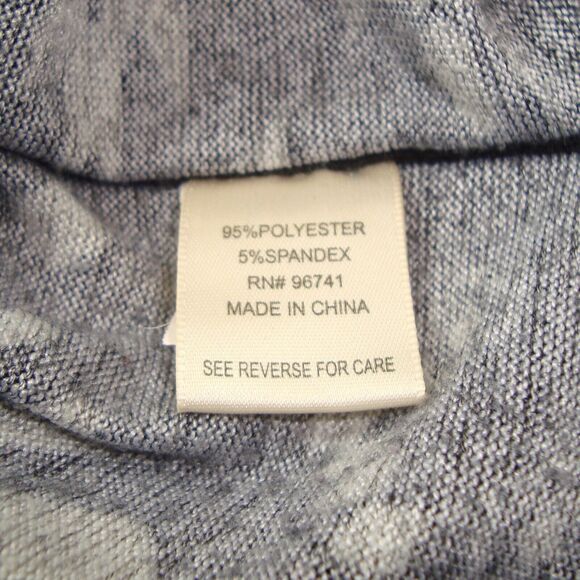 95%POLYESTER
5%SPANDEX
RN# 96741
MADE IN CHINA
SEE REVERSE FOR CARE